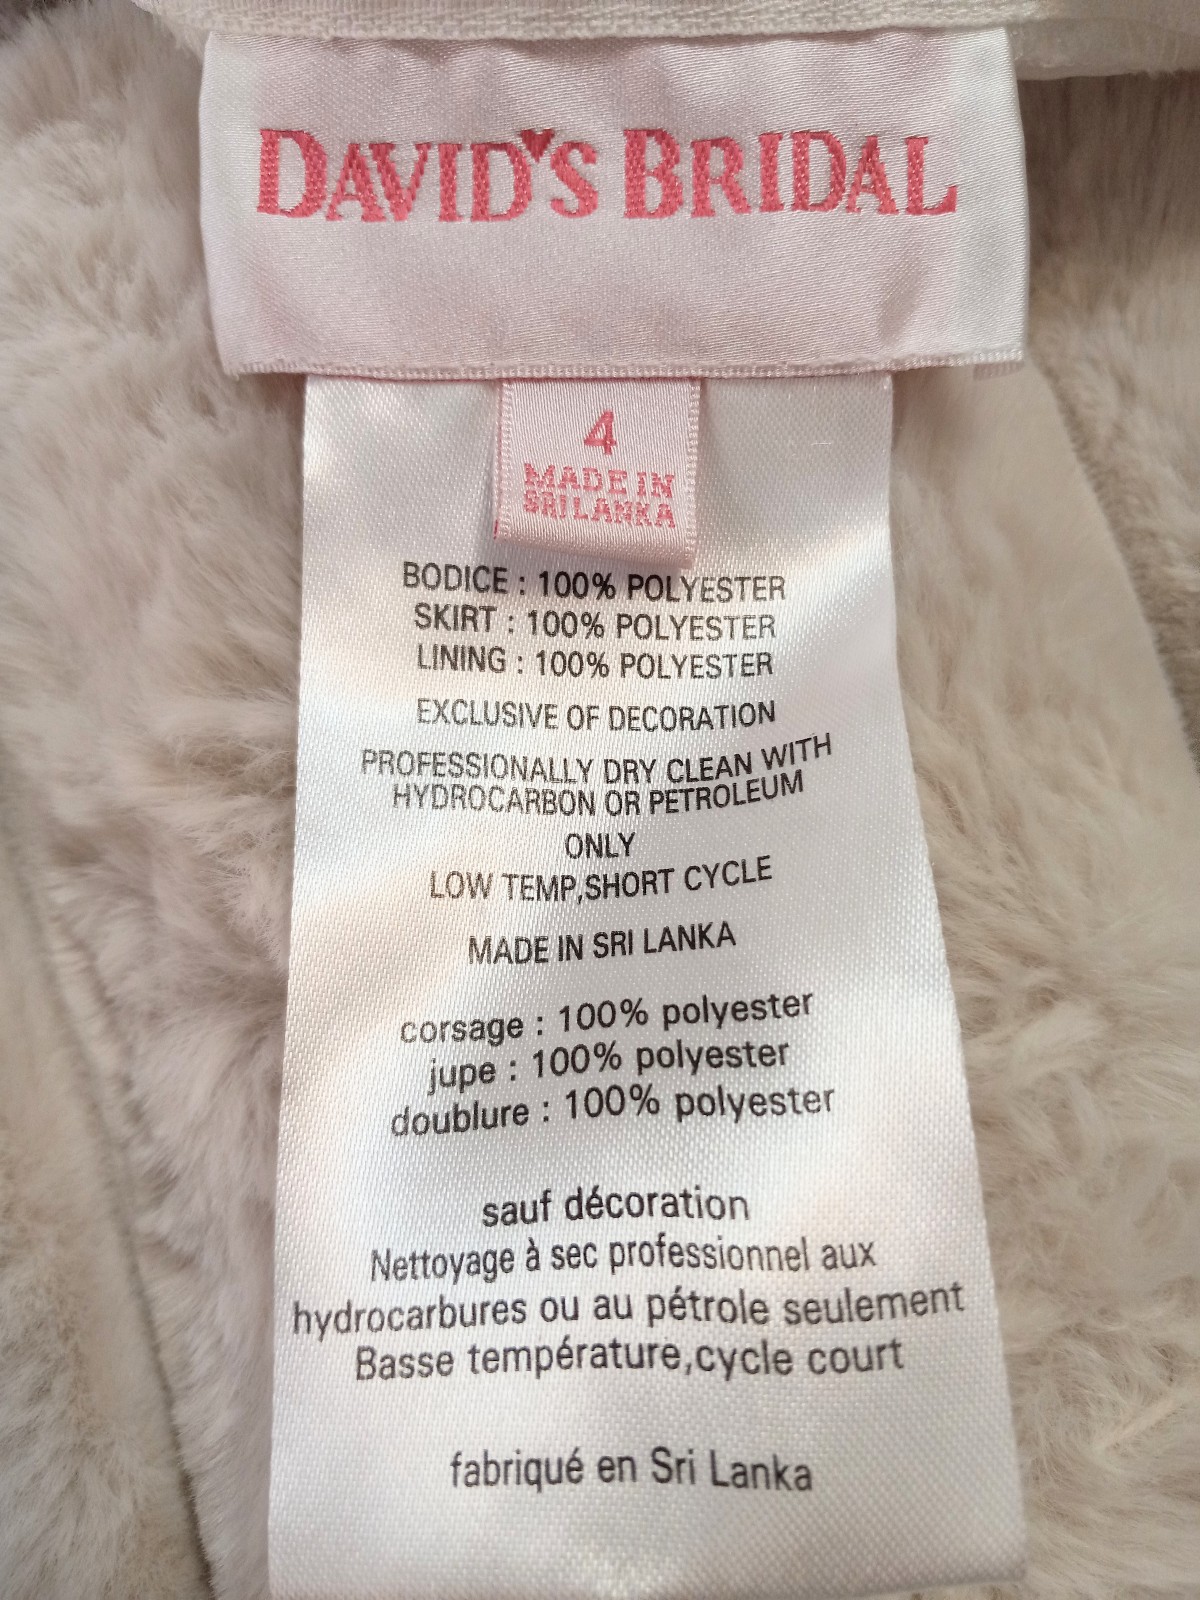 DAVID'S BRIDAL
4
MADE IN
SRI LANKA
BODICE : 100% POLYESTER
SKIRT : 100% POLYESTER
LINING : 100% POLYESTER
EXCLUSIVE OF DECORATION
PROFESSIONALLY DRY CLEAN WITH
HYDROCARBON OR PETROLEUM
ONLY
LOW TEMP,SHORT CYCLE
MADE IN SRI LANKA
corsage : 100% polyester
jupe : 100% polyester
doublure : 100% polyester
sauf décoration
Nettoyage à sec professionnel aux
hydrocarbures ou au pétrole seulement
Basse température,cycle court
fabriqué en Sri Lanka